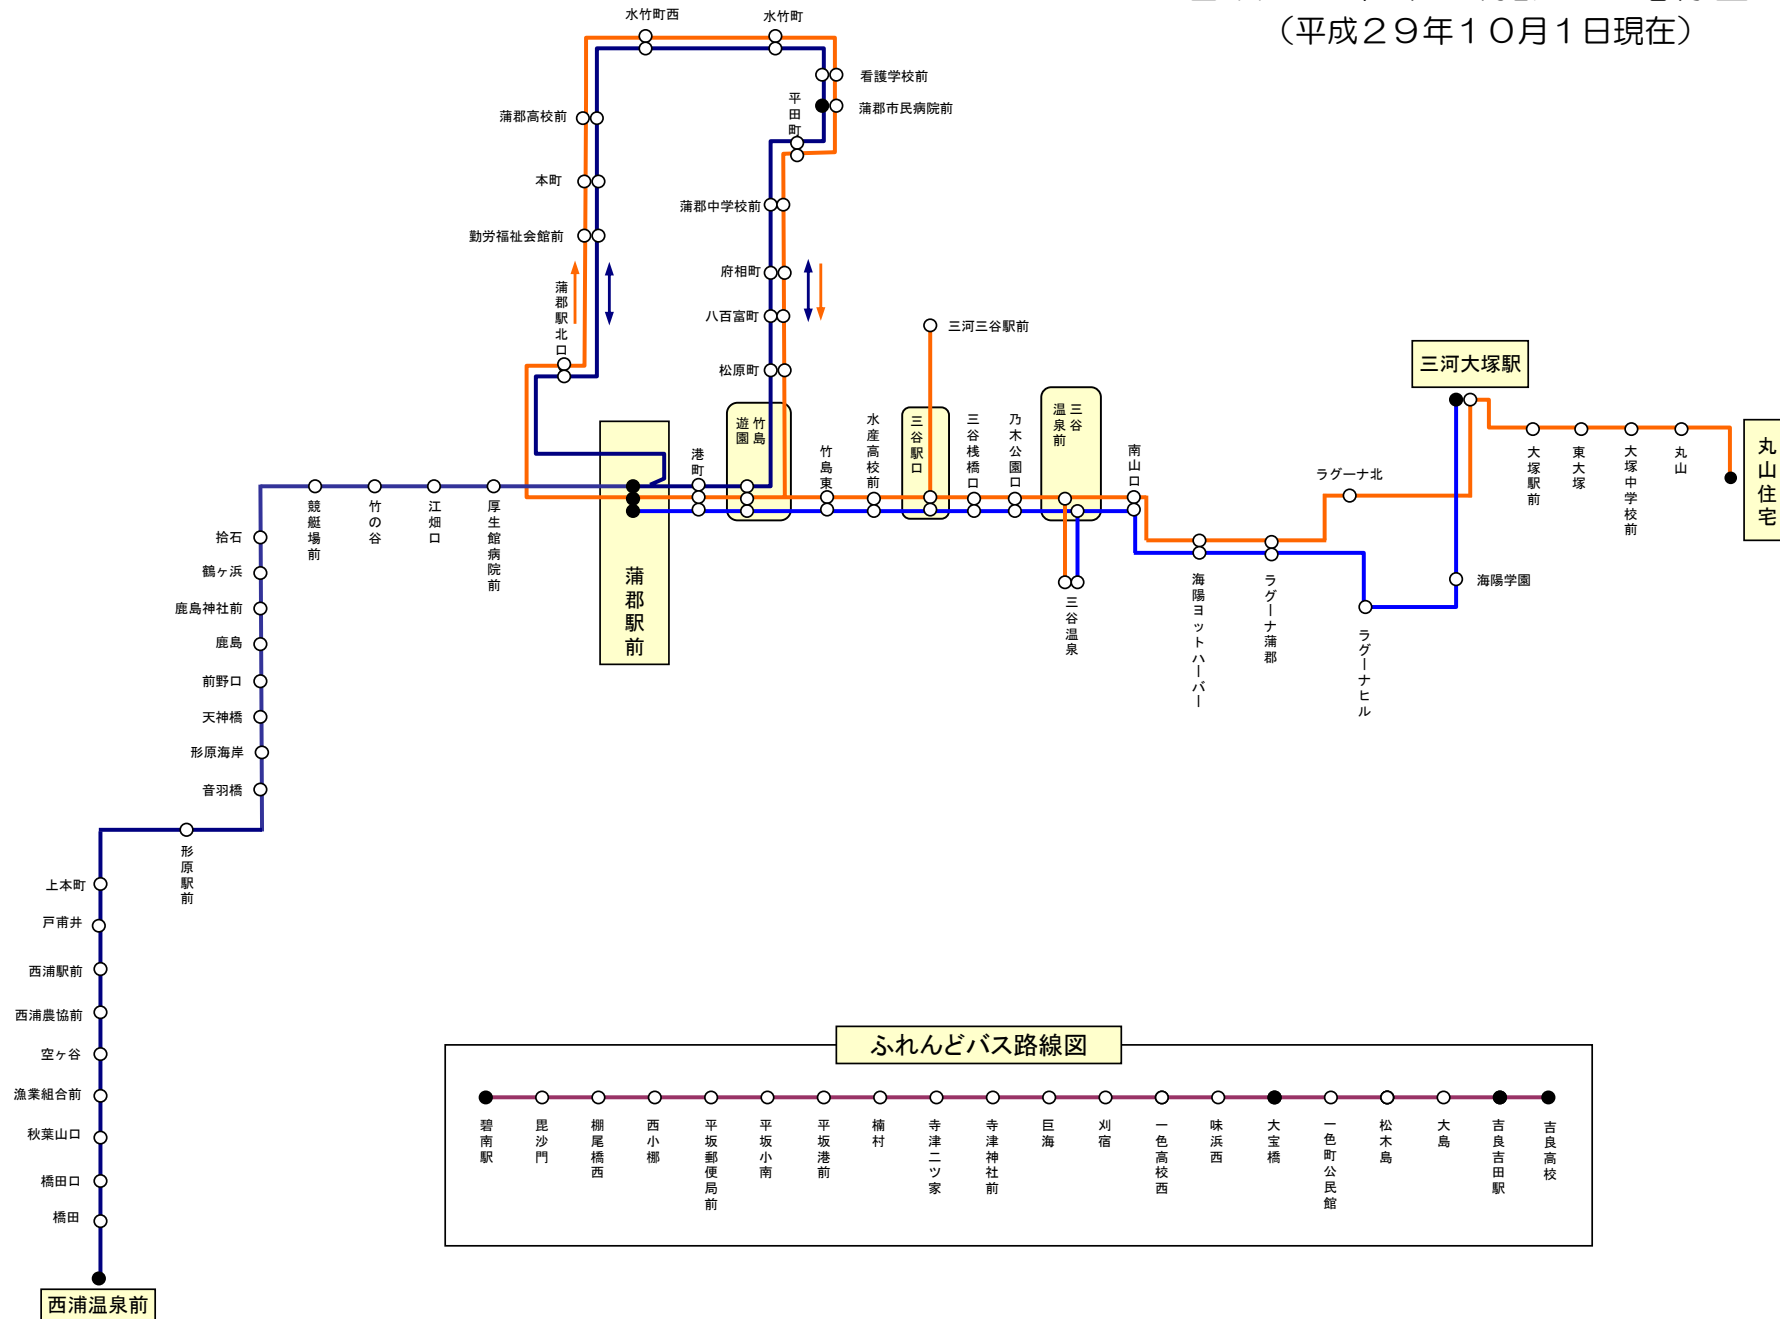 （平成２９年１０月１日現在）
水竹町西
水竹町
看護学校前
蒲郡市民病院前
平田町
蒲郡高校前
本町
勤労福祉会館前
蒲郡駅北口
蒲郡中学校前
府相町
八百富町
松原町
三河三谷駅前
三河大塚駅
丸山住宅
蒲郡駅前
港町
竹島
遊園
竹島東
水産高校前
三谷駅口
三谷桟橋口
乃木公園口
三谷
温泉前
南山口
ラグーナ北
大塚駅前
東大塚
大塚中学校前
丸山
競艇場前
竹の谷
江畑口
厚生館病院前
三谷温泉
海陽ヨットハーバー
ラグーナ蒲郡
ラグーナヒル
海陽学園
拾石
鶴ヶ浜
鹿島神社前
鹿島
前野口
天神橋
形原海岸
音羽橋
形原駅前
上本町
戸甫井
西浦駅前
西浦農協前
空ヶ谷
漁業組合前
秋葉山口
橋田口
橋田
西浦温泉前
ふれんどバス路線図
碧南駅
毘沙門
棚尾橋西
西小梛
平坂郵便局前
平坂小南
平坂港前
楠村
寺津二ツ家
寺津神社前
巨海
刈宿
一色高校西
味浜西
大宝橋
一色町公民館
松木島
大島
吉良吉田駅
吉良高校